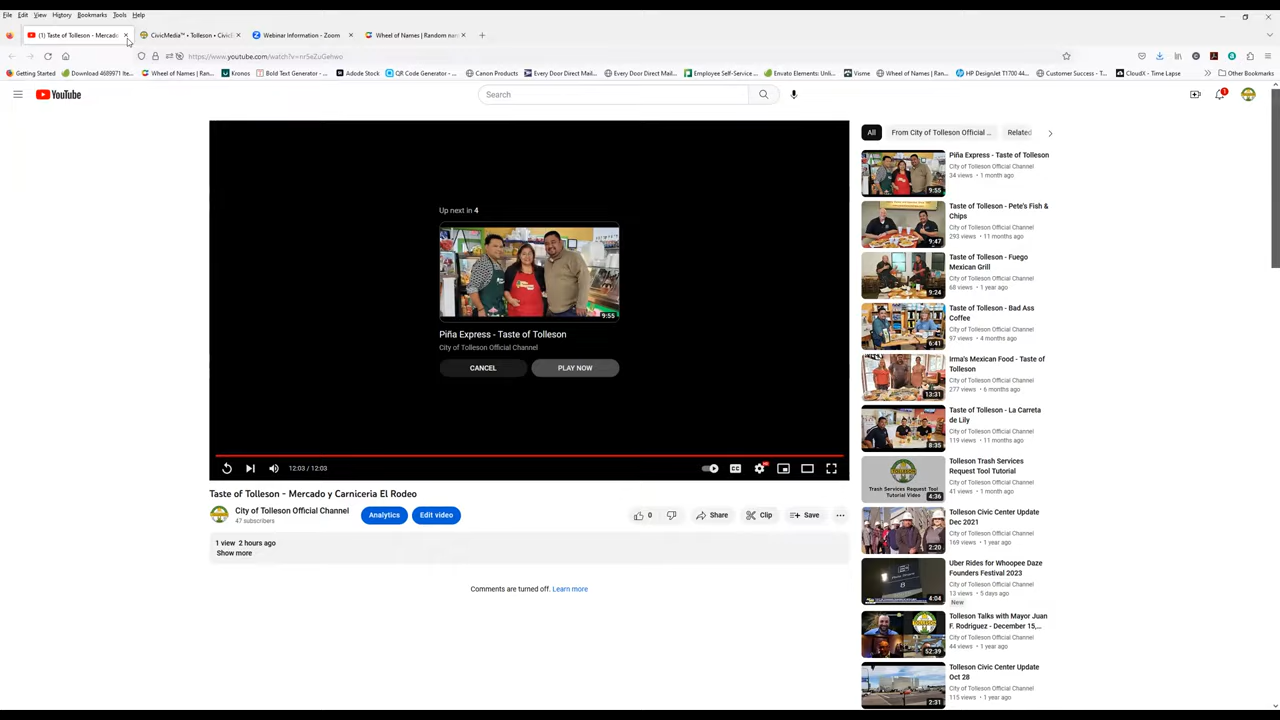 File Edit View History Bookmarks Tools Help
(1) Taste of Tolleson - Mercado
CivicMedia™ • Tolleson • Civic
Webinar Information - Zoom
Wheel of Names | Random nam
Getting Started
Download 4689971 Ite...
Wheel of Names | Ran...
Kronos
Bold Text Generator - ...
Adobe Stock
QR Code Generator - ...
Canon Products
Every Door Direct Mail...
Every Door Direct Mail...
Employee Self-Service ...
Envato Elements: Unli...
Visme
Wheel of Names | Ran...
HP DesignJet T1700 44...
Customer Success - T...
CloudX - Time Lapse
Other Bookmarks
YouTube
Search
1
All
From City of Tolleson Official ...
Related
Up next in 4
9:55
Piña Express - Taste of Tolleson
City of Tolleson Official Channel
CANCEL
PLAY NOW
12:03 / 12:03
Taste of Tolleson - Mercado y Carniceria El Rodeo
City of Tolleson Official Channel
47 subscribers
Analytics
Edit video
0
Share
Clip
Save
1 view 2 hours ago
Show more
Comments are turned off. Learn more
Piña Express - Taste of Tolleson
City of Tolleson Official Channel
34 views • 1 month ago
9:55
Taste of Tolleson - Pete's Fish &
Chips
City of Tolleson Official Channel
293 views • 11 months ago
9:47
Taste of Tolleson - Fuego
Mexican Grill
City of Tolleson Official Channel
68 views • 1 year ago
9:24
Taste of Tolleson - Bad Ass
Coffee
City of Tolleson Official Channel
97 views • 4 months ago
6:41
Irma's Mexican Food - Taste of
Tolleson
City of Tolleson Official Channel
277 views • 6 months ago
13:31
Taste of Tolleson - La Carreta
de Lily
City of Tolleson Official Channel
119 views • 11 months ago
8:35
Tolleson Trash Services
Request Tool Tutorial
City of Tolleson Official Channel
41 views • 1 month ago
Trash Services Request Tool
Tutorial Video
4:36
Tolleson Civic Center Update
Dec 2021
City of Tolleson Official Channel
169 views • 1 year ago
2:20
Uber Rides for Whoopee Daze
Founders Festival 2023
City of Tolleson Official Channel
13 views • 5 days ago
New
4:04
Tolleson Talks with Mayor Juan
F. Rodriguez - December 15,...
City of Tolleson Official Channel
44 views • 1 year ago
52:39
Tolleson Civic Center Update
Oct 28
City of Tolleson Official Channel
115 views • 1 year ago
2:31